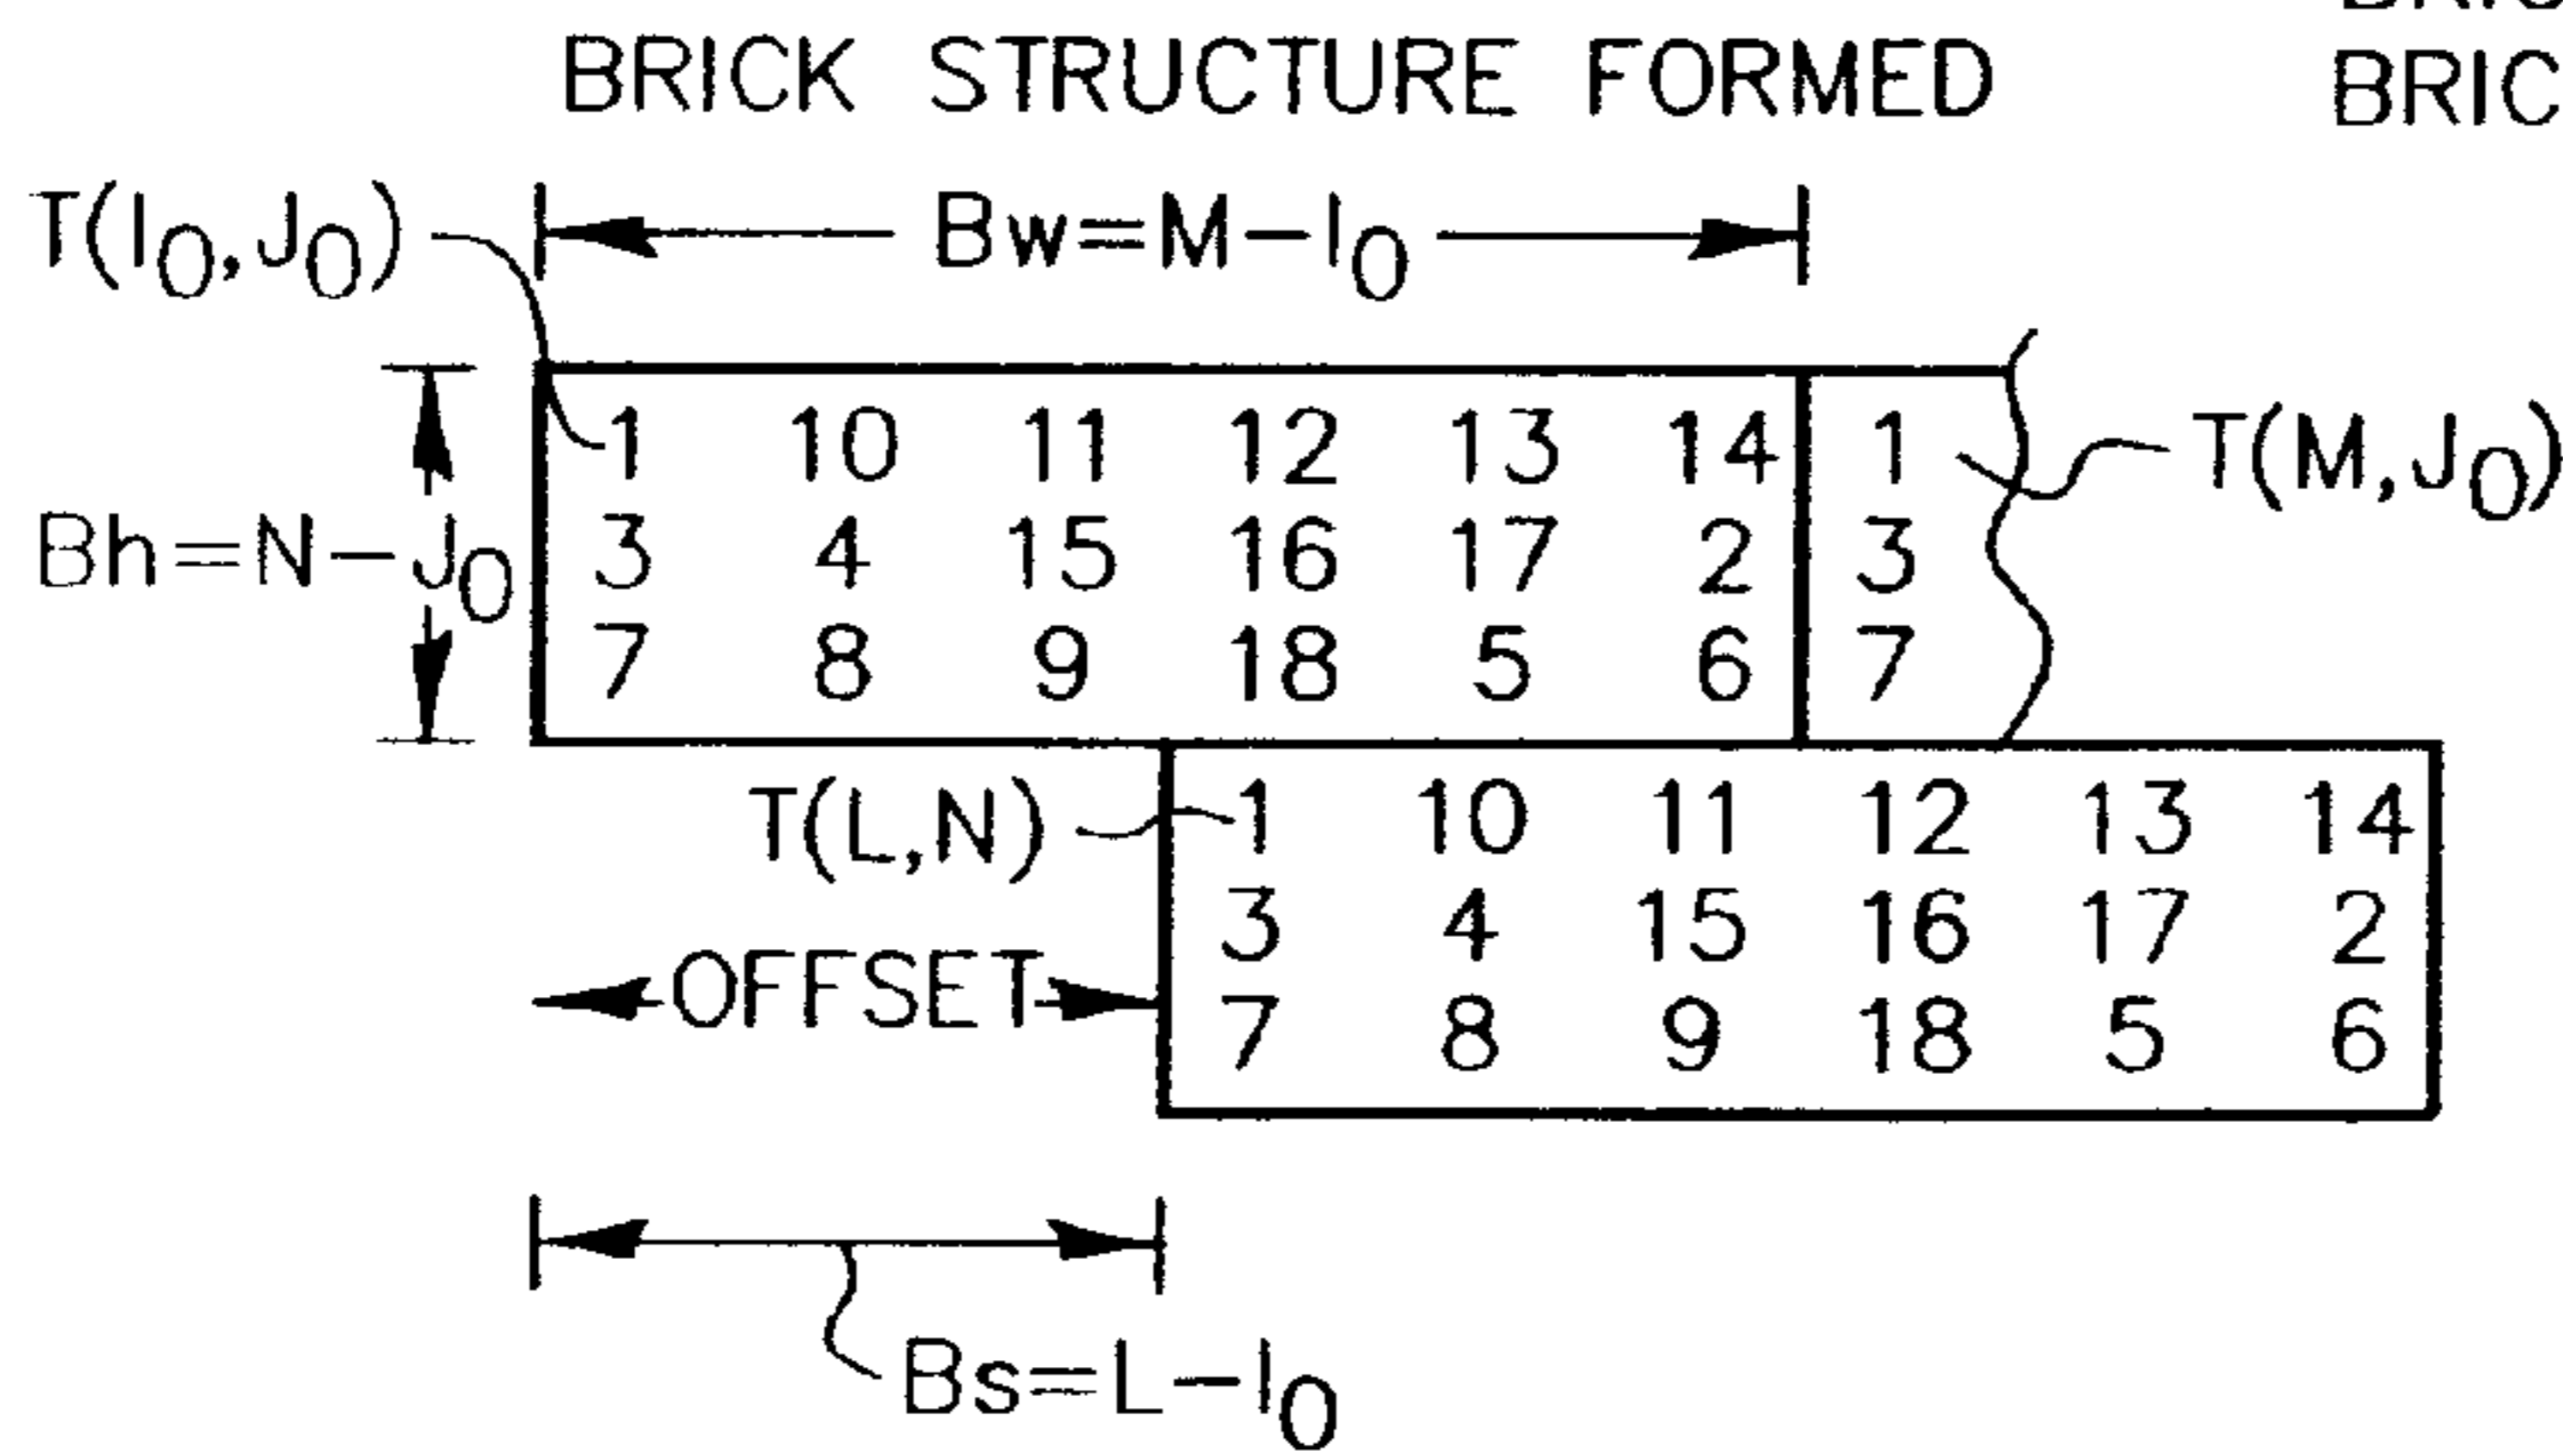 BRIC
BRICK STRUCTURE FORMED BRIC
T(I0,J0) Bw=M-I0
1 10 11 12 13 14 1 T(M,J0)
Bh=N-J0 3 4 15 16 17 2 3
7 8 9 18 5 6 7
T(L,N) 1 10 11 12 13 14
3 4 15 16 17 2
OFFSET
7 8 9 18 5 6
Bs=L-I0